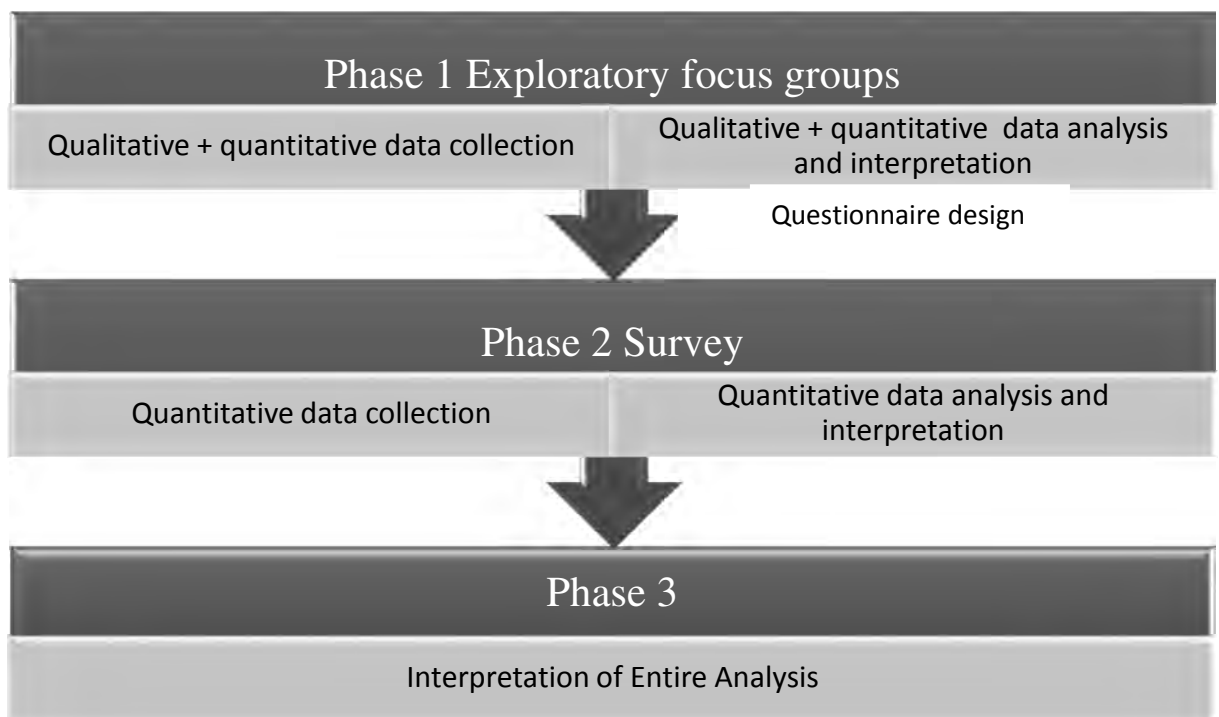 Phase 1 Exploratory focus groups
Qualitative + quantitative data collection
Qualitative + quantitative data analysis
and interpretation
Questionnaire design
Phase 2 Survey
Quantitative data collection
Quantitative data analysis and
interpretation
Phase 3
Interpretation of Entire Analysis